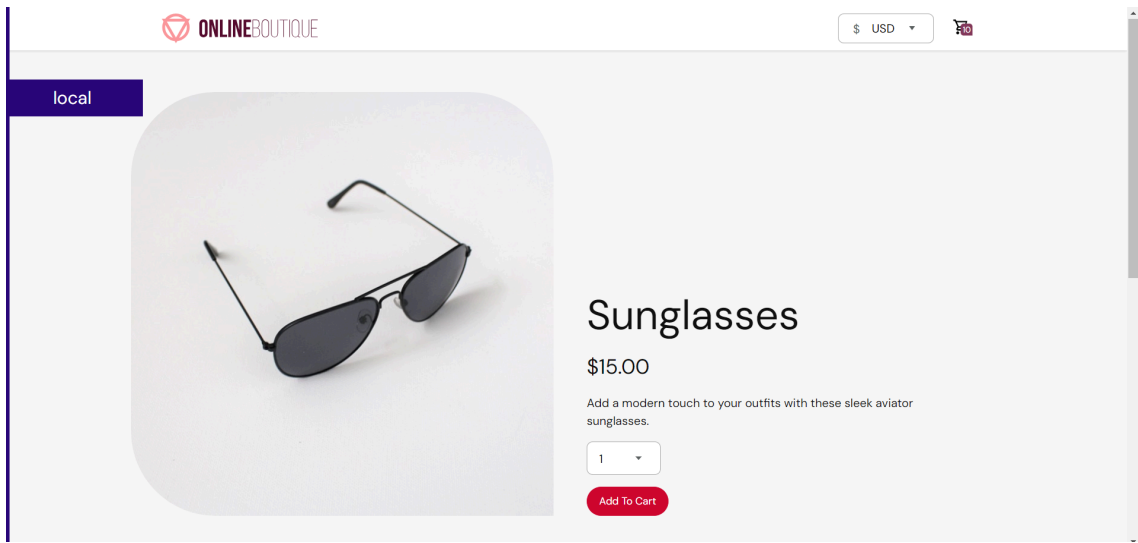 ONLINEBOUTIQUE
$ USD
10
local
Sunglasses
$15.00
Add a modern touch to your outfits with these sleek aviator
sunglasses.
1
Add To Cart